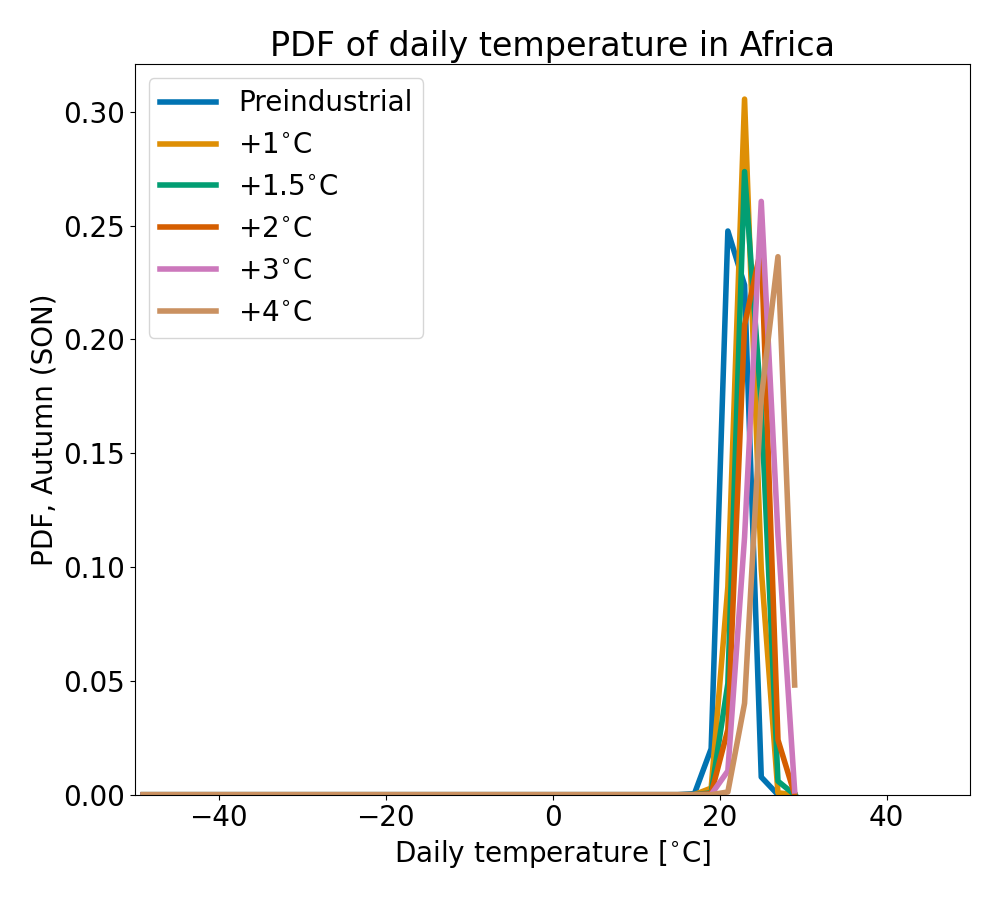 PDF of daily temperature in Africa
Preindustrial
+1°C
+1.5°C
+2°C
+3°C
+4°C
PDF, Autumn (SON)
0.30
0.25
0.20
0.15
0.10
0.05
0.00
−40
−20
0
20
40
Daily temperature [°C]